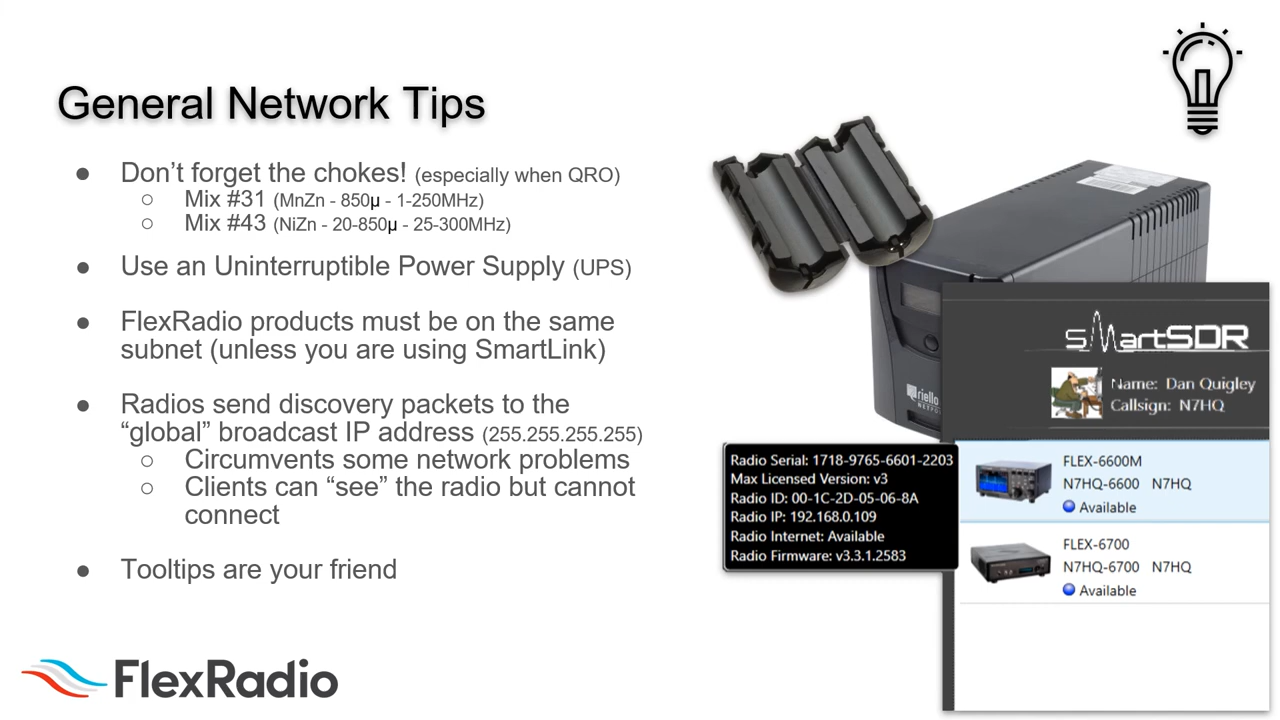 General Network Tips
● Don’t forget the chokes! (especially when QRO)
○ Mix #31 (MnZn - 850µ - 1-250MHz)
○ Mix #43 (NiZn - 20-850µ - 25-300MHz)
● Use an Uninterruptible Power Supply (UPS)
● FlexRadio products must be on the same
subnet (unless you are using SmartLink)
● Radios send discovery packets to the
“global” broadcast IP address (255.255.255.255)
○ Circumvents some network problems
○ Clients can “see” the radio but cannot
connect
● Tooltips are your friend
FlexRadio
riello
smartSDR
Name: Dan Quigley
Callsign: N7HQ
Radio Serial: 1718-9765-6601-2203
Max Licensed Version: v3
Radio ID: 00-1C-2D-05-06-8A
Radio IP: 192.168.0.109
Radio Internet: Available
Radio Firmware: v3.3.1.2583
FLEX-6600M
N7HQ-6600 N7HQ
Available
FLEX-6700
N7HQ-6700 N7HQ
Available